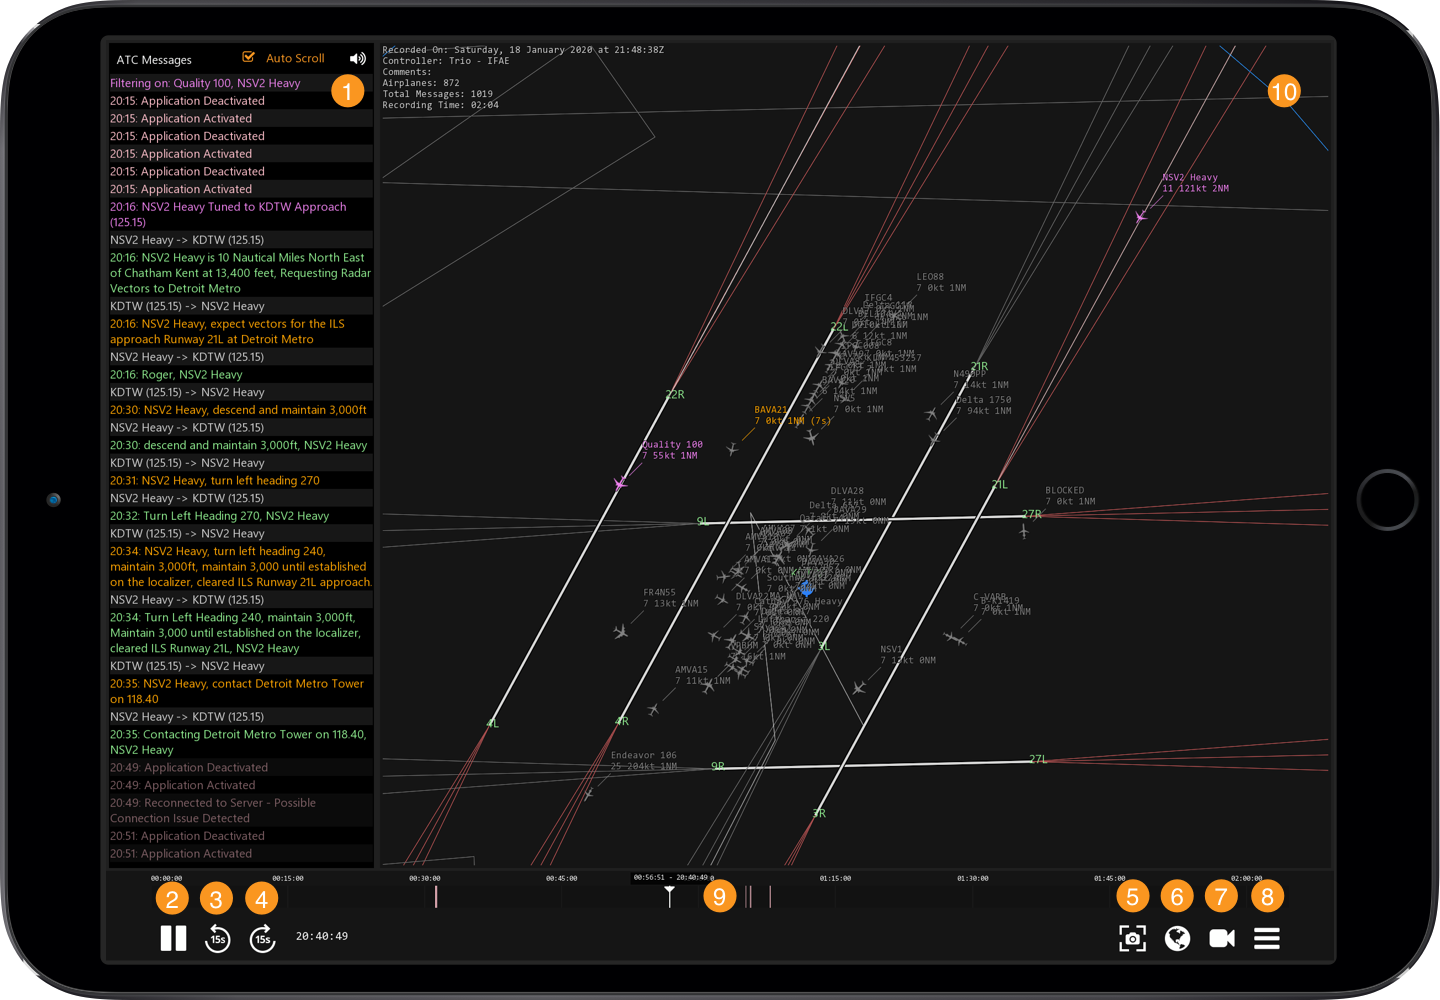 ATC Messages
Auto Scroll
Filtering on: Quality 100, NSV2 Heavy
1
20:15: Application Deactivated
20:15: Application Activated
20:15: Application Deactivated
20:15: Application Activated
20:15: Application Deactivated
20:15: Application Activated
20:16: NSV2 Heavy Tuned to KDTW Approach
(125.15)
NSV2 Heavy -> KDTW (125.15)
20:16: NSV2 Heavy is 10 Nautical Miles North East
of Chatham Kent at 13,400 feet, Requesting Radar
Vectors to Detroit Metro
KDTW (125.15) -> NSV2 Heavy
20:16: NSV2 Heavy, expect vectors for the ILS
approach Runway 21L at Detroit Metro
NSV2 Heavy -> KDTW (125.15)
20:16: Roger, NSV2 Heavy
KDTW (125.15) -> NSV2 Heavy
20:30: NSV2 Heavy, descend and maintain 3,000ft
NSV2 Heavy -> KDTW (125.15)
20:30: descend and maintain 3,000ft, NSV2 Heavy
KDTW (125.15) -> NSV2 Heavy
20:31: NSV2 Heavy, turn left heading 270
NSV2 Heavy -> KDTW (125.15)
20:32: Turn Left Heading 270, NSV2 Heavy
KDTW (125.15) -> NSV2 Heavy
20:34: NSV2 Heavy, turn left heading 240,
maintain 3,000ft, maintain 3,000 until established
on the localizer, cleared ILS Runway 21L approach.
NSV2 Heavy -> KDTW (125.15)
20:34: Turn Left Heading 240, maintain 3,000ft,
Maintain 3,000 until established on the localizer,
cleared ILS Runway 21L, NSV2 Heavy
KDTW (125.15) -> NSV2 Heavy
20:35: NSV2 Heavy, contact Detroit Metro Tower
on 118.40
NSV2 Heavy -> KDTW (125.15)
20:35: Contacting Detroit Metro Tower on 118.40,
NSV2 Heavy
20:49: Application Deactivated
20:49: Application Activated
20:49: Reconnected to Server - Possible
Connection Issue Detected
20:51: Application Deactivated
20:51: Application Activated
Recorded On: Saturday, 18 January 2020 at 21:48:38Z
Controller: Trio - IFAE
Comments:
Airplanes: 872
Total Messages: 1019
Recording Time: 02:04
10
NSV2 Heavy
11 121kt 2NM
LEO88
7 0kt 1NM
IFGC4
22L
21R
22R
Delta 1750
7 94kt 1NM
7 0kt 1NM
BAVA21
7 0kt 1NM (7s)
Quality 100
7 55kt 1NM
21L
BLOCKED
7 0kt 1NM
DLVA28
7 11kt 0NM
27R
9L
FR4N55
7 13kt 2NM
3L
NSV1
AMVA15
7 11kt 1NM
4L
4R
Endeavor 106
25 204kt 1NM
9R
27L
3R
00:00:00
00:15:00
00:30:00
00:45:00
00:56:51 - 20:40:49
01:15:00
01:30:00
01:45:00
02:00:00
2
3
4
9
5
6
7
8
15s
15s
20:40:49